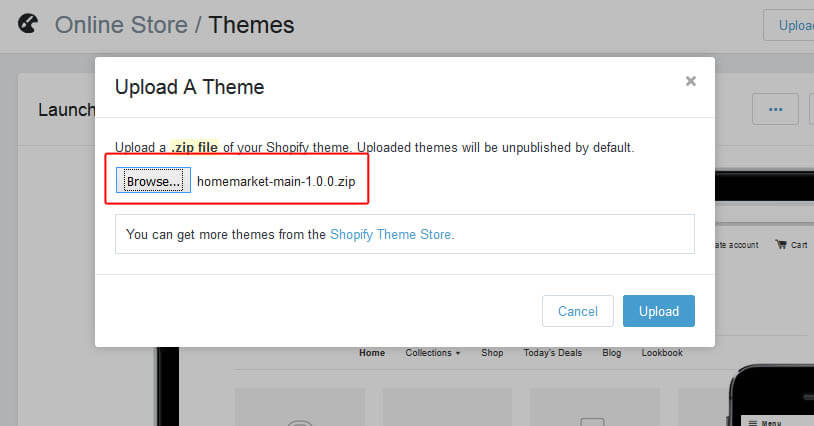 Online Store / Themes
Upload A Theme
×
Launch
•••
Upload a .zip file of your Shopify theme. Uploaded themes will be unpublished by default.
Browse... homemarket-main-1.0.0.zip
You can get more themes from the Shopify Theme Store.
account Cart
Cancel Upload
Home Collections Shop Today's Deals Blog Lookbook
Menu